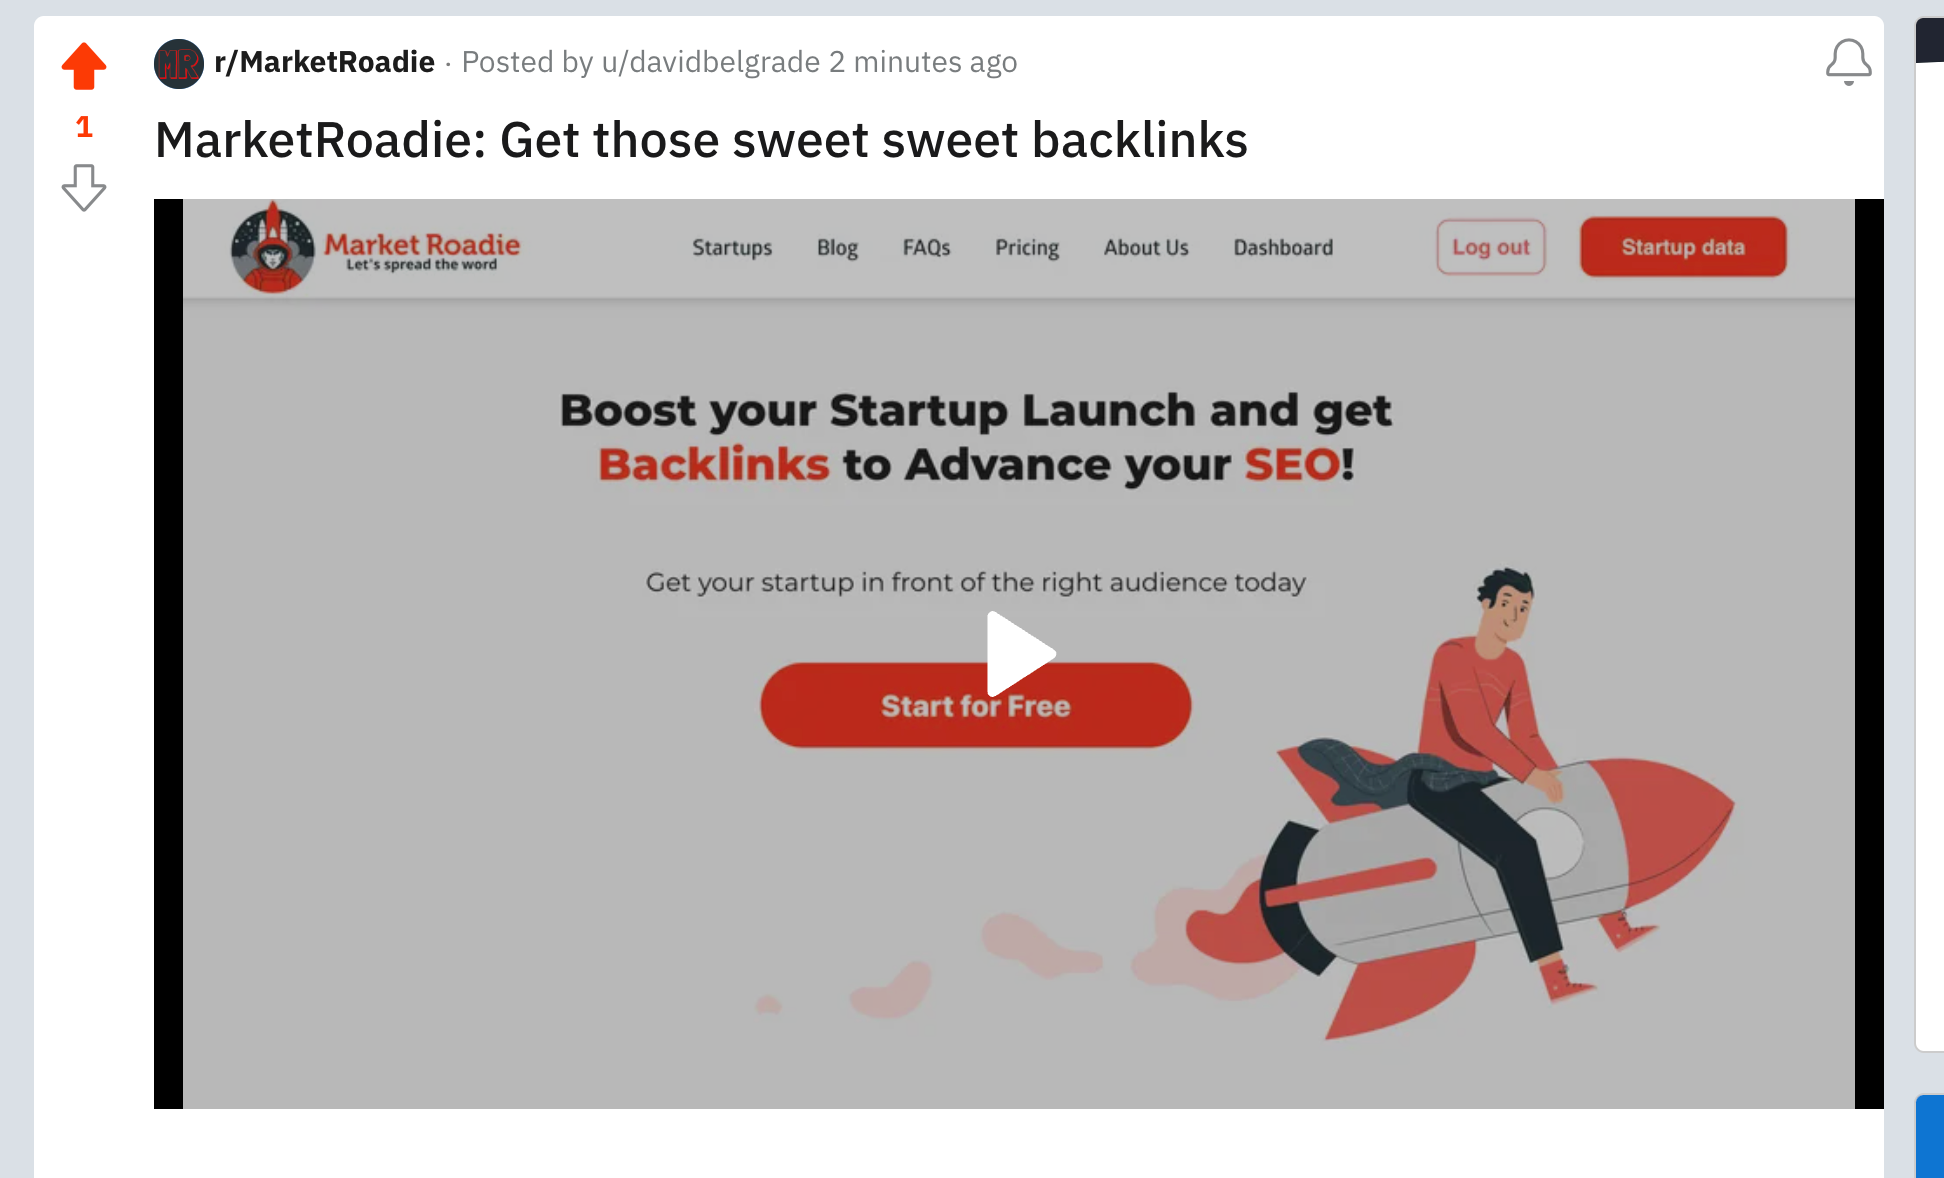 MR r/MarketRoadie · Posted by u/davidbelgrade 2 minutes ago
1
MarketRoadie: Get those sweet sweet backlinks
Market Roadie
Let's spread the word
Startups Blog FAQs Pricing About Us Dashboard Log out Startup data
Boost your Startup Launch and get
Backlinks to Advance your SEO!
Get your startup in front of the right audience today
Start for Free